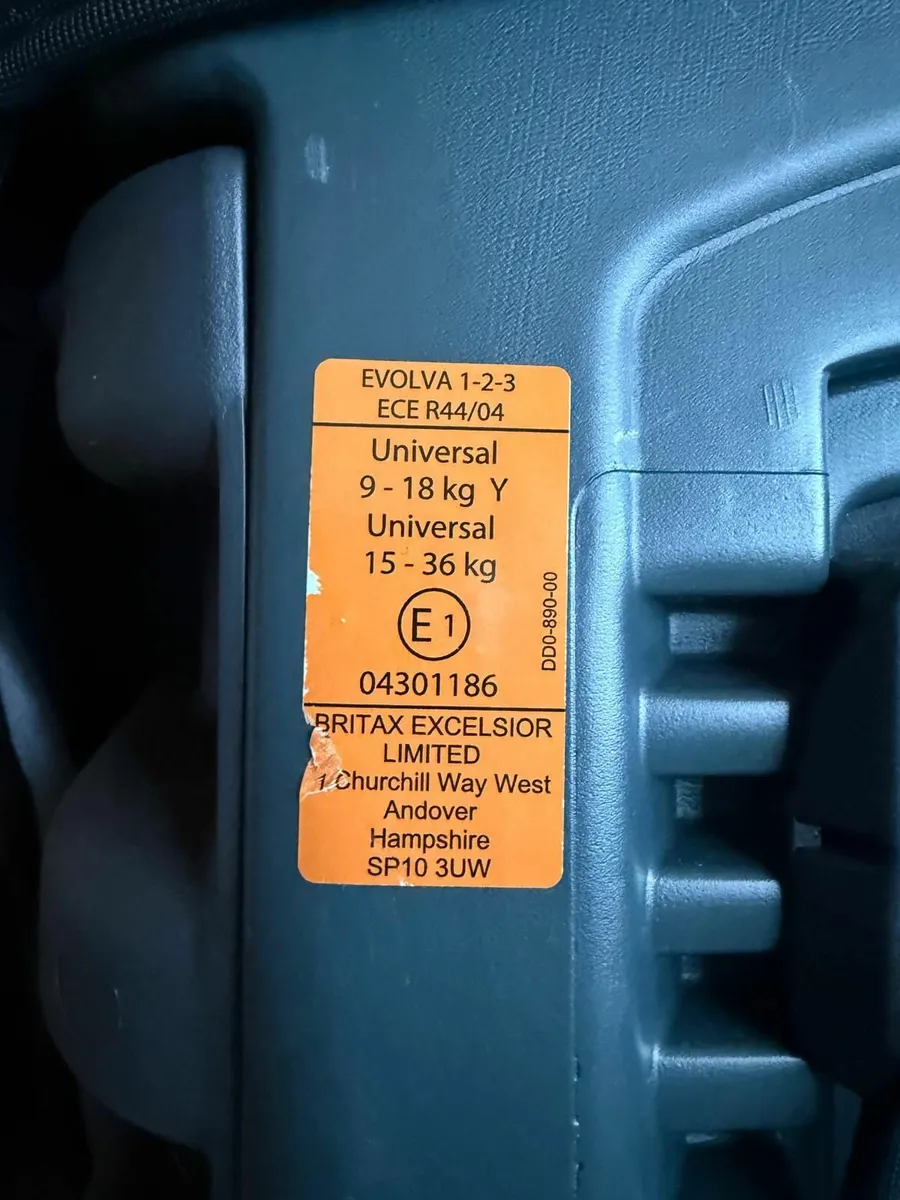 EVOLVA 1-2-3
ECE R44/04
Universal
9 - 18 kg Y
Universal
15 - 36 kg
E 1
DD0-890-00
04301186
BRITAX EXCELSIOR
LIMITED
1 Churchill Way West
Andover
Hampshire
SP10 3UW